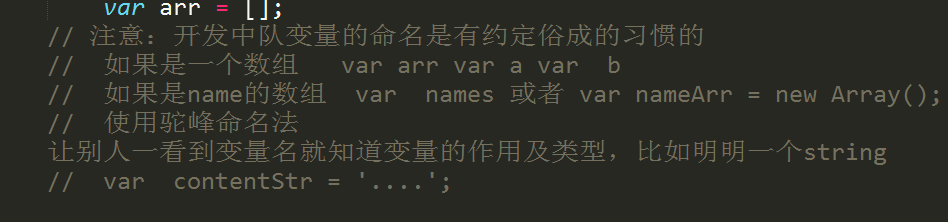 var arr = [];
// 注意：开发中队变量的命名是有约定俗成的习惯的
// 如果是一个数组 var arr var a var b
// 如果是name的数组 var names 或者 var nameArr = new Array();
// 使用驼峰命名法
让别人一看到变量名就知道变量的作用及类型，比如明明一个string
// var contentStr = '....';